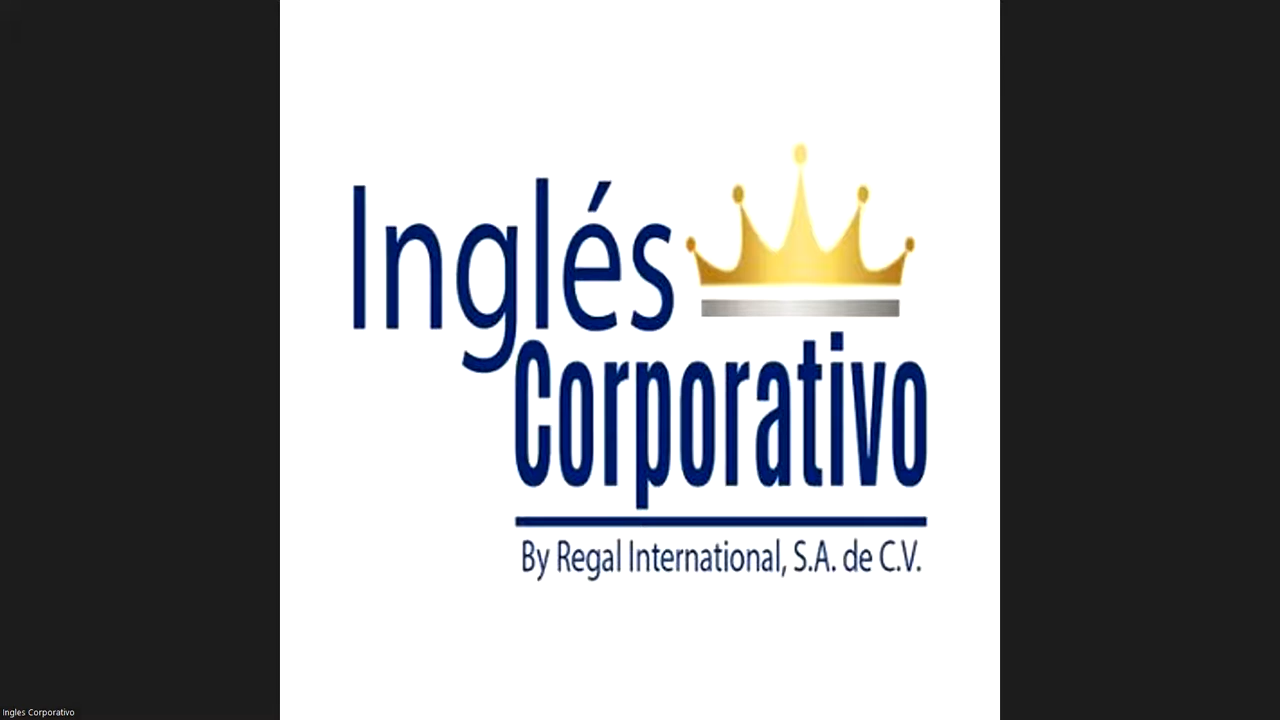 Inglés
Corporativo
By Regal International, S.A. de C.V.
Ingles Corporativo